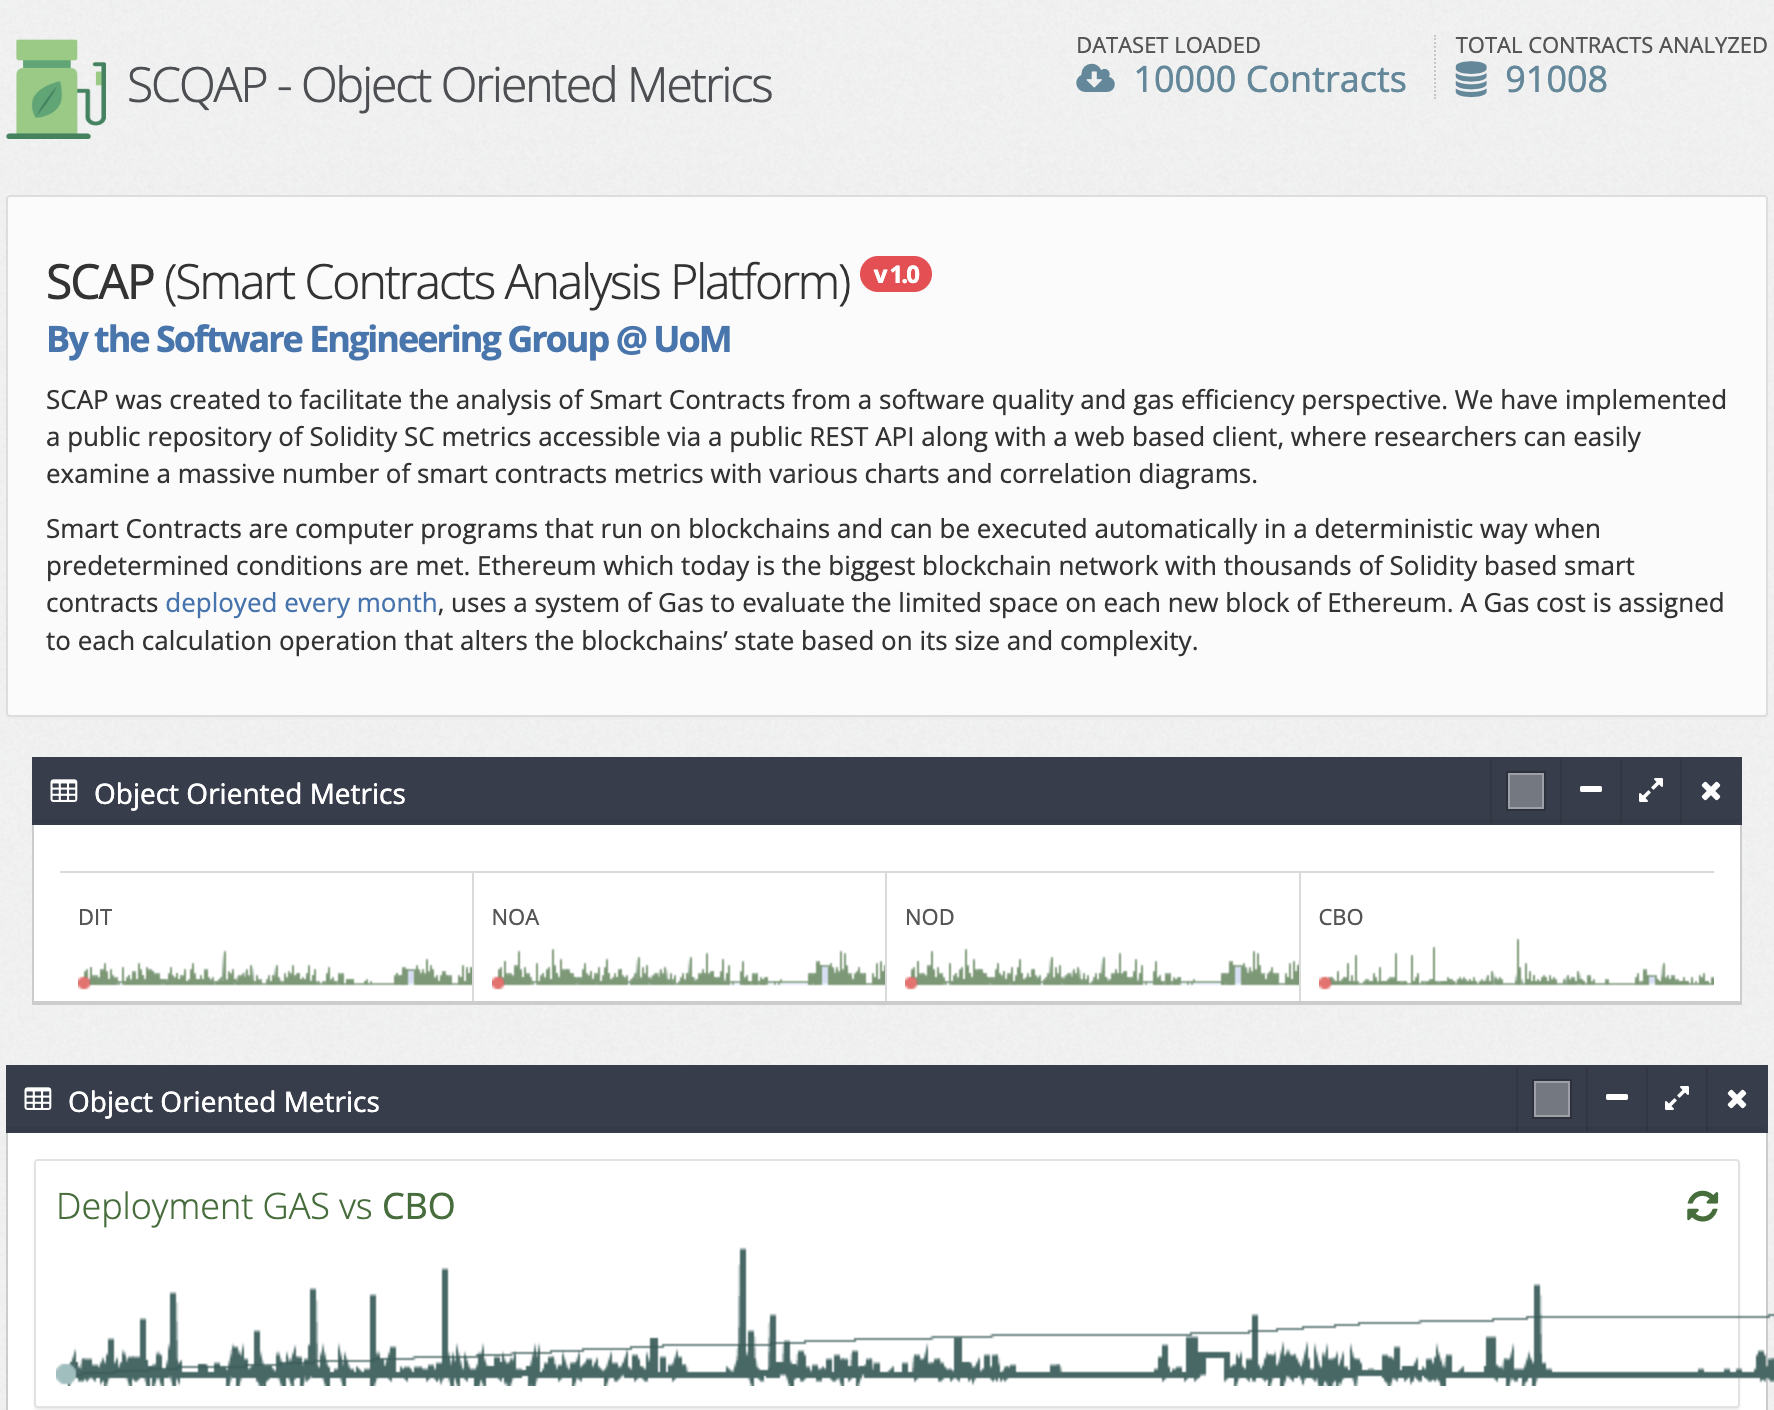 SCQAP - Object Oriented Metrics
DATASET LOADED
10000 Contracts
TOTAL CONTRACTS ANALYZED
91008
SCAP (Smart Contracts Analysis Platform) v1.0
By the Software Engineering Group @ UoM
SCAP was created to facilitate the analysis of Smart Contracts from a software quality and gas efficiency perspective. We have implemented
a public repository of Solidity SC metrics accessible via a public REST API along with a web based client, where researchers can easily
examine a massive number of smart contracts metrics with various charts and correlation diagrams.
Smart Contracts are computer programs that run on blockchains and can be executed automatically in a deterministic way when
predetermined conditions are met. Ethereum which today is the biggest blockchain network with thousands of Solidity based smart
contracts deployed every month, uses a system of Gas to evaluate the limited space on each new block of Ethereum. A Gas cost is assigned
to each calculation operation that alters the blockchains’ state based on its size and complexity.
Object Oriented Metrics
DIT
NOA
NOD
CBO
Object Oriented Metrics
Deployment GAS vs CBO